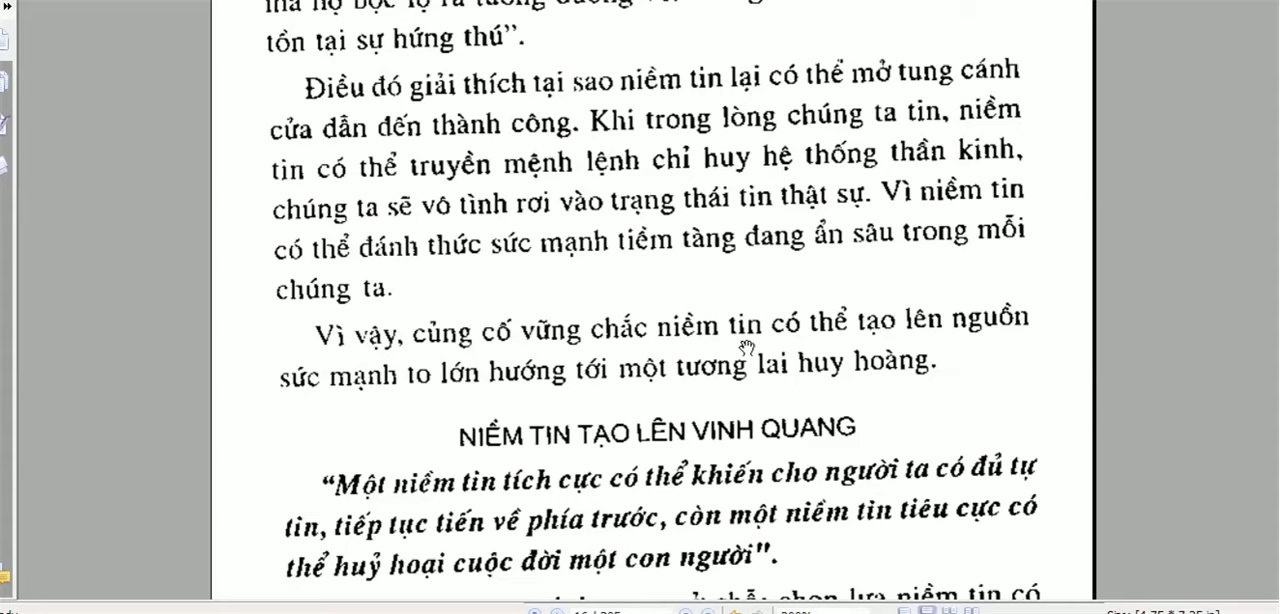 tồn tại sự hứng thú”.
Điều đó giải thích tại sao niềm tin lại có thể mở tung cánh
cửa dẫn đến thành công. Khi trong lòng chúng ta tin, niềm
tin có thể truyền mệnh lệnh chỉ huy hệ thống thần kinh,
chúng ta sẽ vô tình rơi vào trạng thái tin thật sự. Vì niềm tin
có thể đánh thức sức mạnh tiềm tàng đang ẩn sâu trong mỗi
chúng ta.
Vì vậy, củng cố vững chắc niềm tin có thể tạo lên nguồn
sức mạnh to lớn hướng tới một tương lai huy hoàng.
NIỀM TIN TẠO LÊN VINH QUANG
“Một niềm tin tích cực có thể khiến cho người ta có đủ tự
tin, tiếp tục tiến về phía trước, còn một niềm tin tiêu cực có
thể huỷ hoại cuộc đời một con người".
chọn lựa niềm tin có